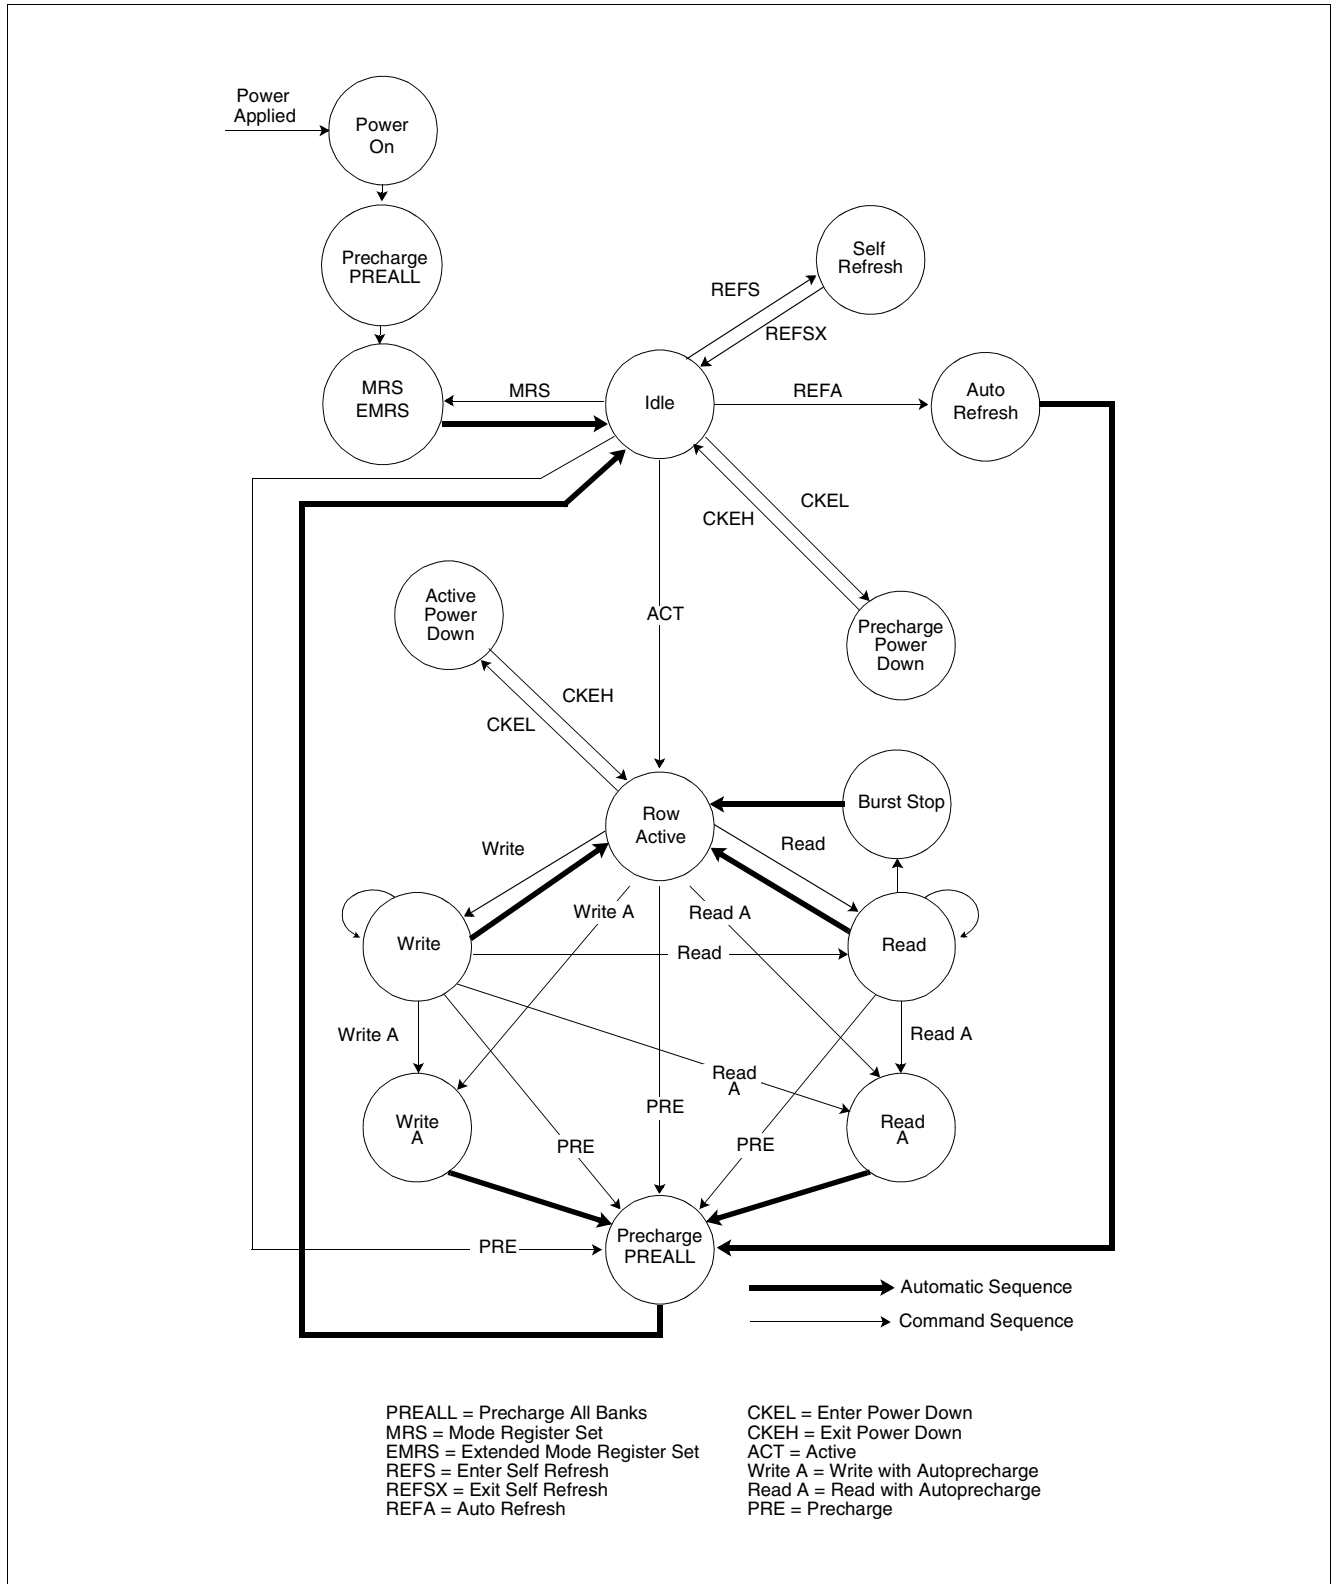 Power
Applied
Power
On
Precharge
PREALL
Self
Refresh
REFS
REFSX
MRS
EMRS
MRS
Idle
REFA
Auto
Refresh
CKEL
CKEH
Active
Power
Down
ACT
Precharge
Power
Down
CKEH
CKEL
Burst Stop
Row
Active
Write
Read
Write A
Read A
Write
Read
Read
Write A
Read A
Read
A
PRE
Write
A
Read
A
PRE
PRE
Precharge
PREALL
PRE
Automatic Sequence
Command Sequence
PREALL = Precharge All Banks
MRS = Mode Register Set
EMRS = Extended Mode Register Set
REFS = Enter Self Refresh
REFSX = Exit Self Refresh
REFA = Auto Refresh
CKEL = Enter Power Down
CKEH = Exit Power Down
ACT = Active
Write A = Write with Autoprecharge
Read A = Read with Autoprecharge
PRE = Precharge